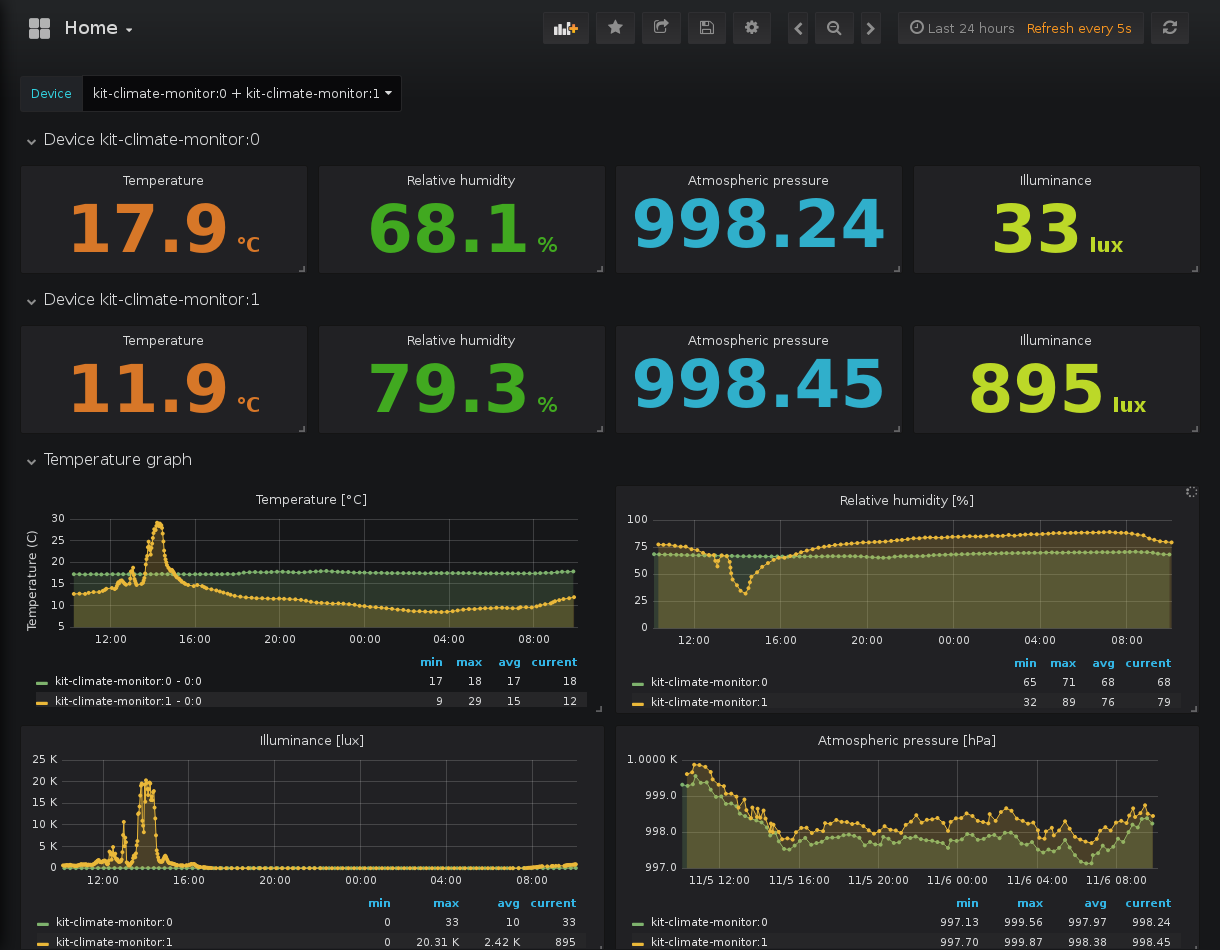 Home
Last 24 hours Refresh every 5s
Device kit-climate-monitor:0 + kit-climate-monitor:1
Device kit-climate-monitor:0
Temperature Relative humidity Atmospheric pressure Illuminance
17.9 °C 68.1 % 998.24 33 lux
Device kit-climate-monitor:1
Temperature Relative humidity Atmospheric pressure Illuminance
11.9 °C 79.3 % 998.45 895 lux
Temperature graph
Temperature [°C]
Temperature (C)
30
25
20
15
10
5
12:00 16:00 20:00 00:00 04:00 08:00
min max avg current
kit-climate-monitor:0 - 0:0 17 18 17 18
kit-climate-monitor:1 - 0:0 9 29 15 12
Relative humidity [%]
100
75
50
25
0
12:00 16:00 20:00 00:00 04:00 08:00
min max avg current
kit-climate-monitor:0 65 71 68 68
kit-climate-monitor:1 32 89 76 79
Illuminance [lux]
25 K
20 K
15 K
10 K
5 K
0
12:00 16:00 20:00 00:00 04:00 08:00
min max avg current
kit-climate-monitor:0 0 33 10 33
kit-climate-monitor:1 0 20.31 K 2.42 K 895
Atmospheric pressure [hPa]
1.0000 K
999.0
998.0
997.0
11/5 12:00 11/5 16:00 11/5 20:00 11/6 00:00 11/6 04:00 11/6 08:00
min max avg current
kit-climate-monitor:0 997.13 999.56 997.97 998.24
kit-climate-monitor:1 997.70 999.87 998.38 998.45